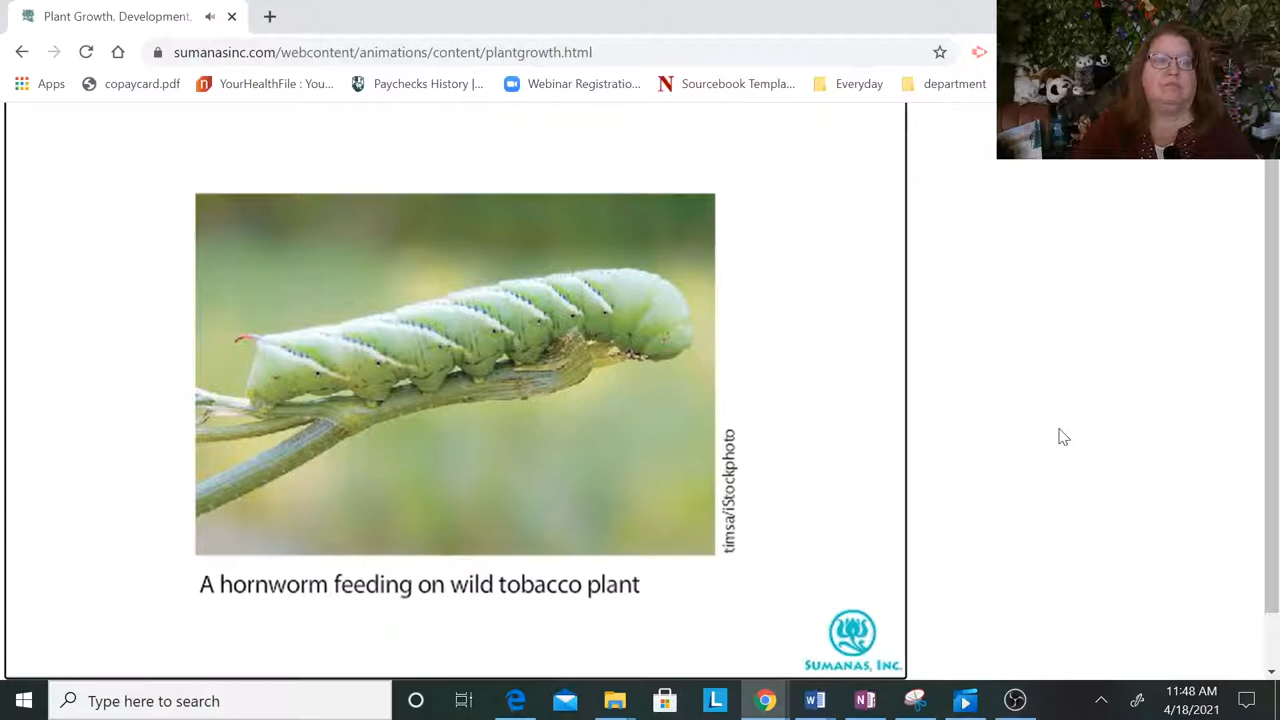 Plant Growth, Development,
sumanasinc.com/webcontent/animations/content/plantgrowth.html
Apps
copaycard.pdf
YourHealthFile : You...
Paychecks History |...
Webinar Registratio...
Sourcebook Templa...
Everyday
department
timsa/iStockphoto
A hornworm feeding on wild tobacco plant
SUMANAS, INC.
Type here to search
11:48 AM
4/18/2021